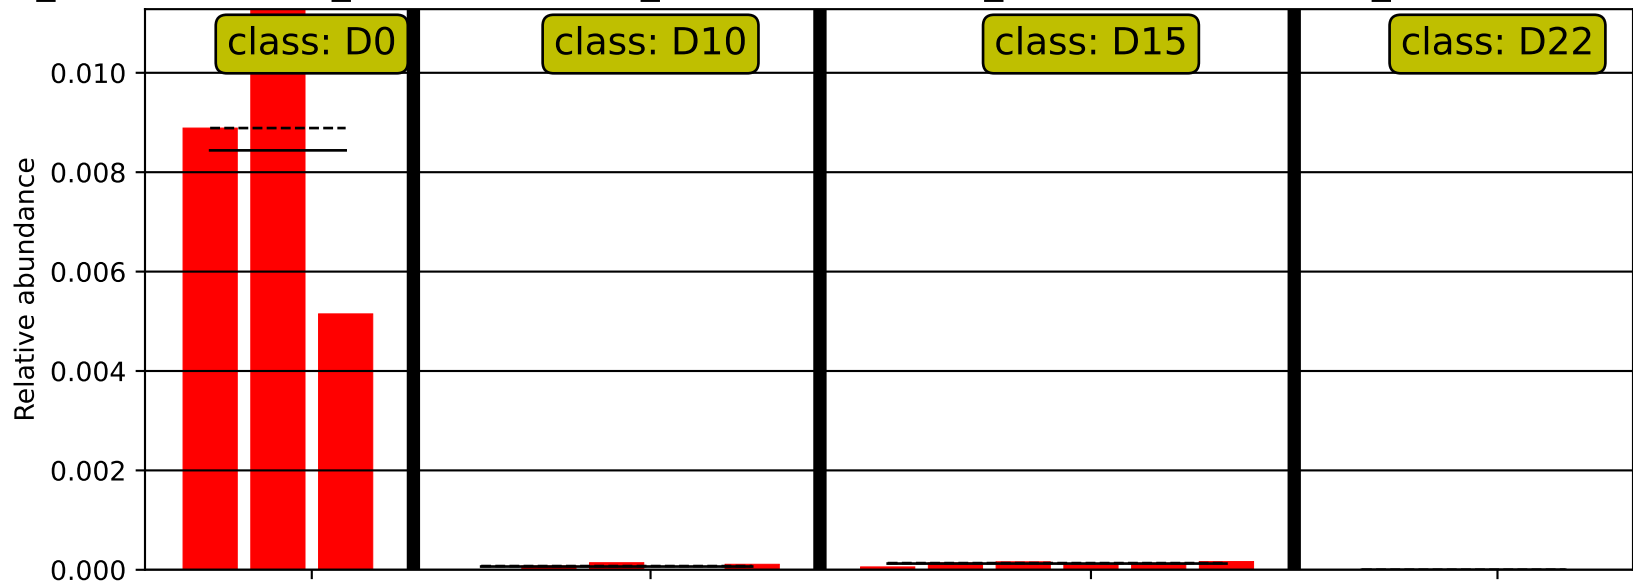 class: D0
class: D10
class: D15
class: D22
Relative abundance
0.010
0.008
0.006
0.004
0.002
0.000